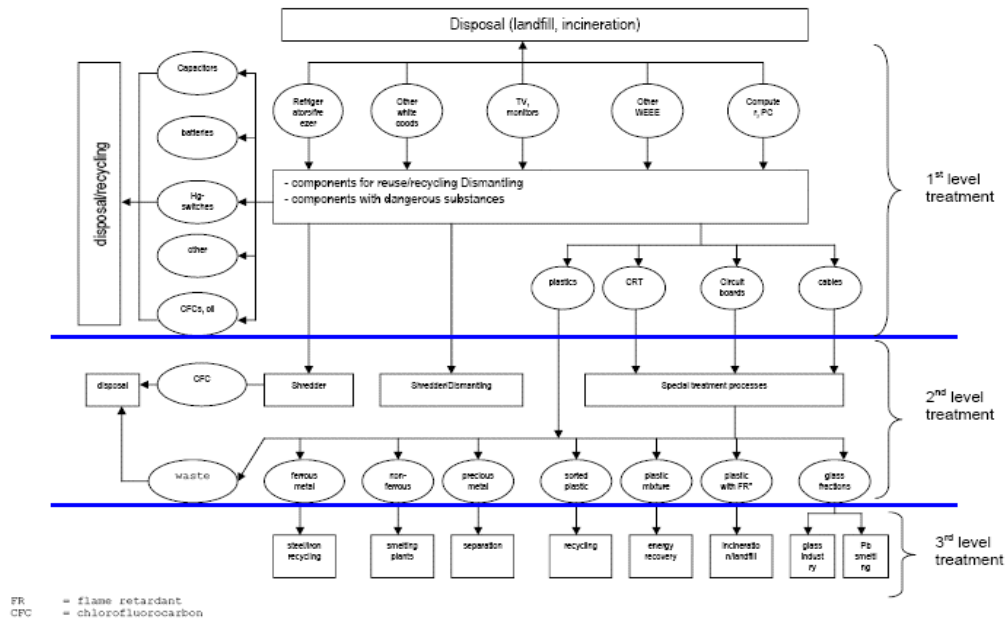 Disposal (landfill, incineration)
Capacitors
Refriger
ators/fre
ezer
Other
white
goods
TV,
monitors
Other
WEEE
Compute
r, PC
batteries
disposal/recycling
- components for reuse/recycling Dismantling
- components with dangerous substances
Hg-
switches
1st level
treatment
other
plastics
CRT
Circuit
boards
cables
CFCs, oil
disposal
CFC
Shredder
Shredder/Dismantling
Special treatment processes
2nd level
treatment
waste
ferrous
metal
non-
ferrous
precious
metal
sorted
plastic
plastic
mixture
plastic
with FR*
glass
fractions
steel/iron
recycling
smelting
plants
separation
recycling
energy
recovery
incineratio
n/landfill
glass
industr
y
Pb
smelti
ng
3rd level
treatment
FR = flame retardant
CFC = chlorofluorocarbon